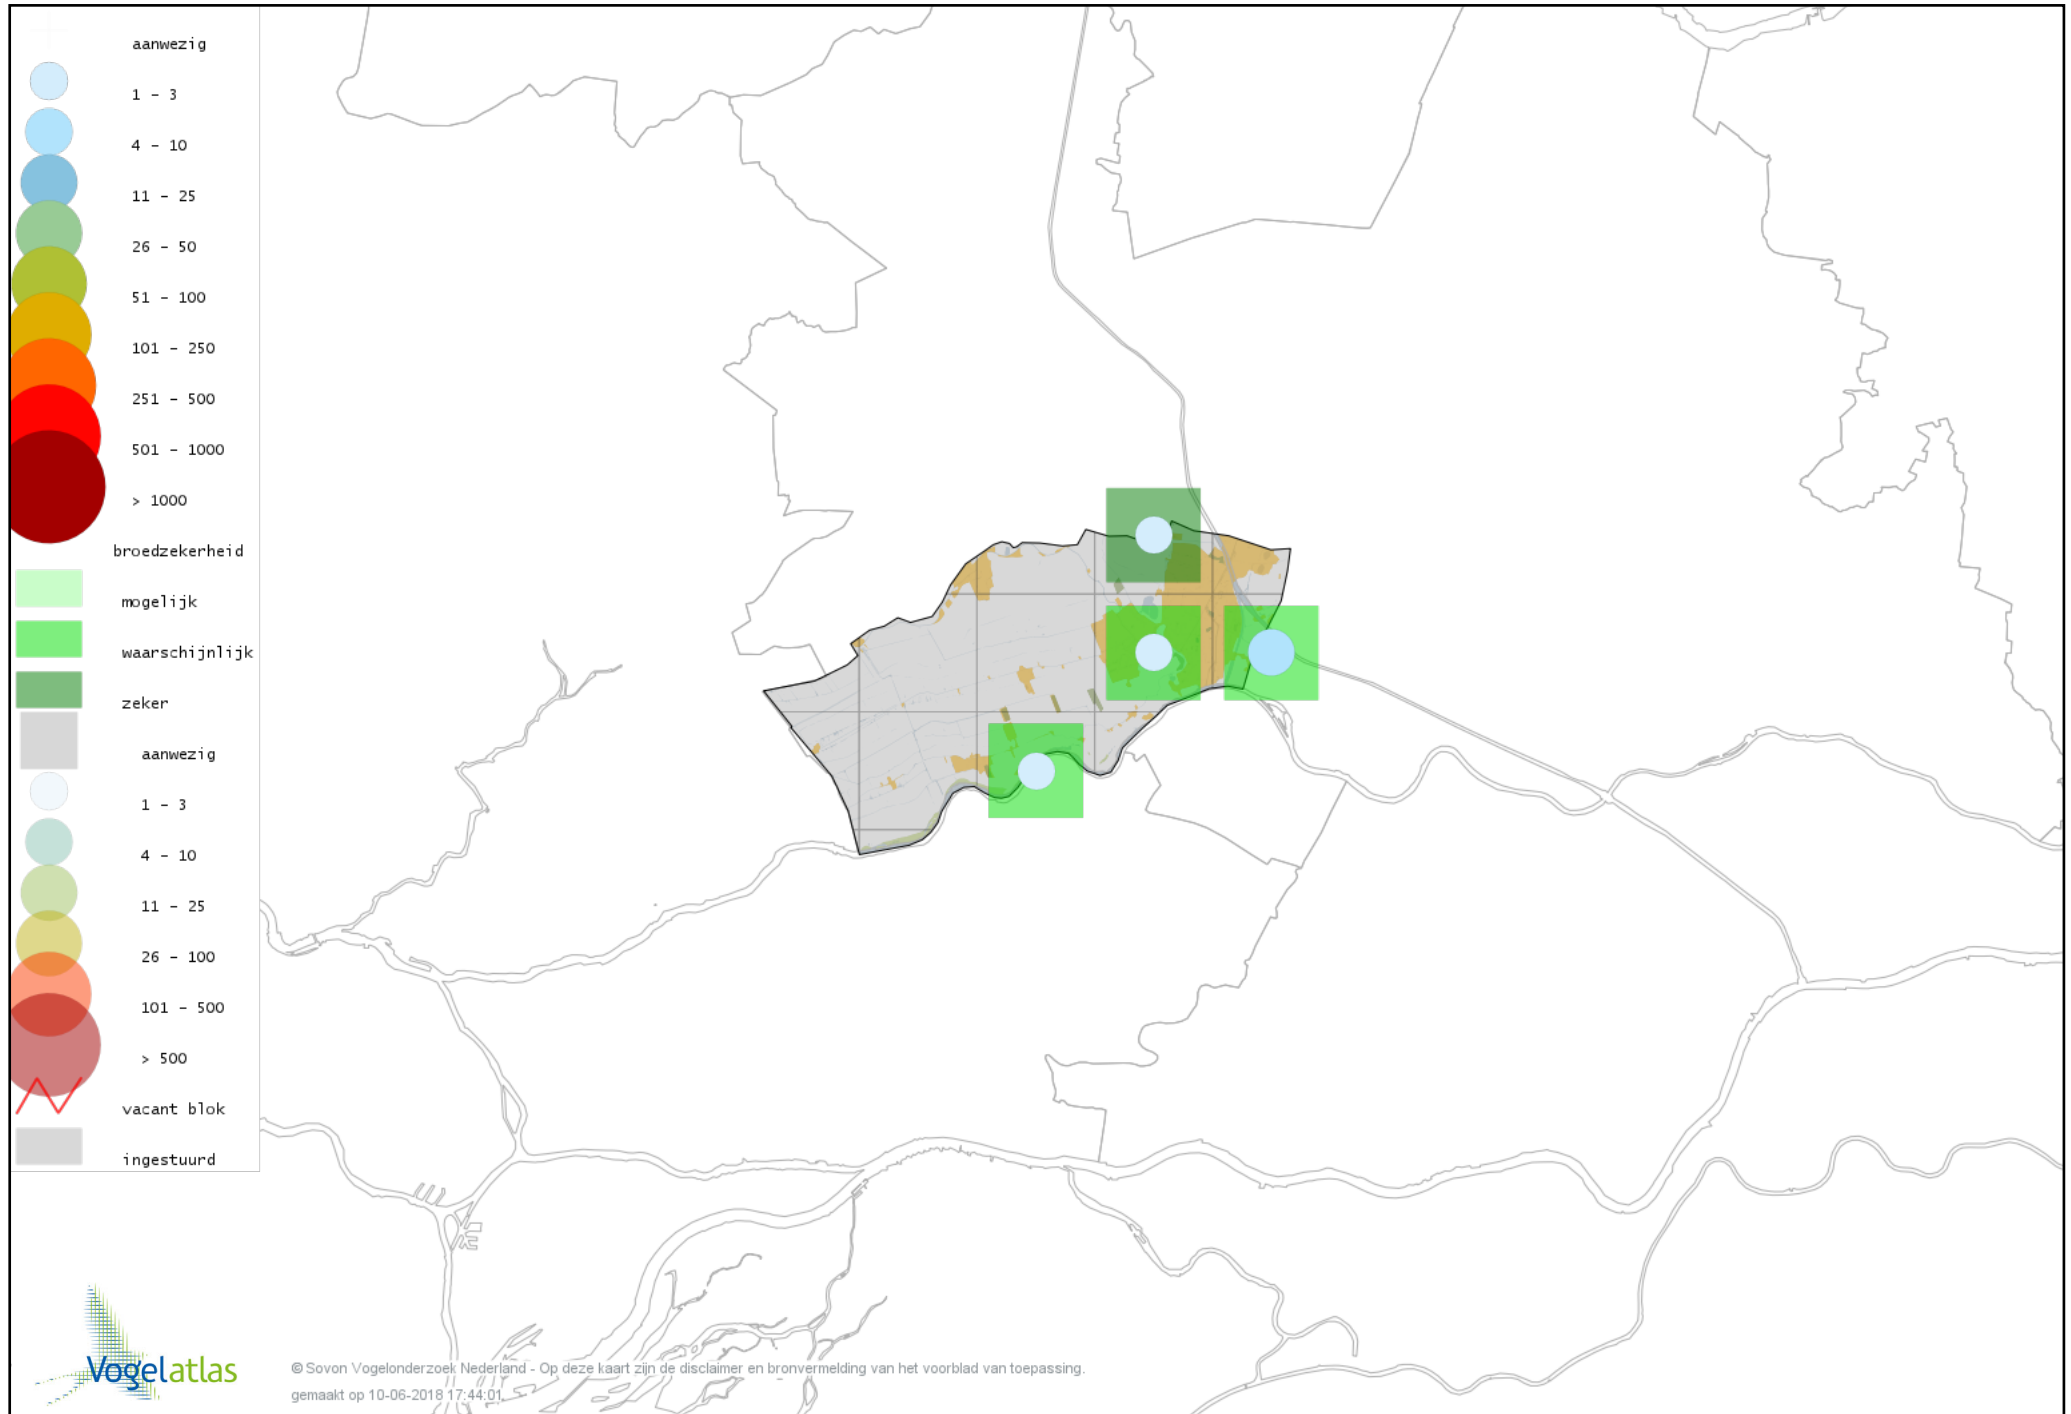 aanwezig
1 – 3
4 – 10
11 – 25
26 – 50
51 – 100
101 – 250
251 – 500
501 – 1000
> 1000
broedzekerheid
mogelijk
waarschijnlijk
zeker
aanwezig
1 – 3
4 – 10
11 – 25
26 – 100
101 – 500
> 500
vacant blok
ingestuurd
Vogelatlas
© Sovon Vogelonderzoek Nederland - Op deze kaart zijn de disclaimer en bronvermelding van het voorblad van toepassing.
gemaakt op 10-06-2018 17:44:01